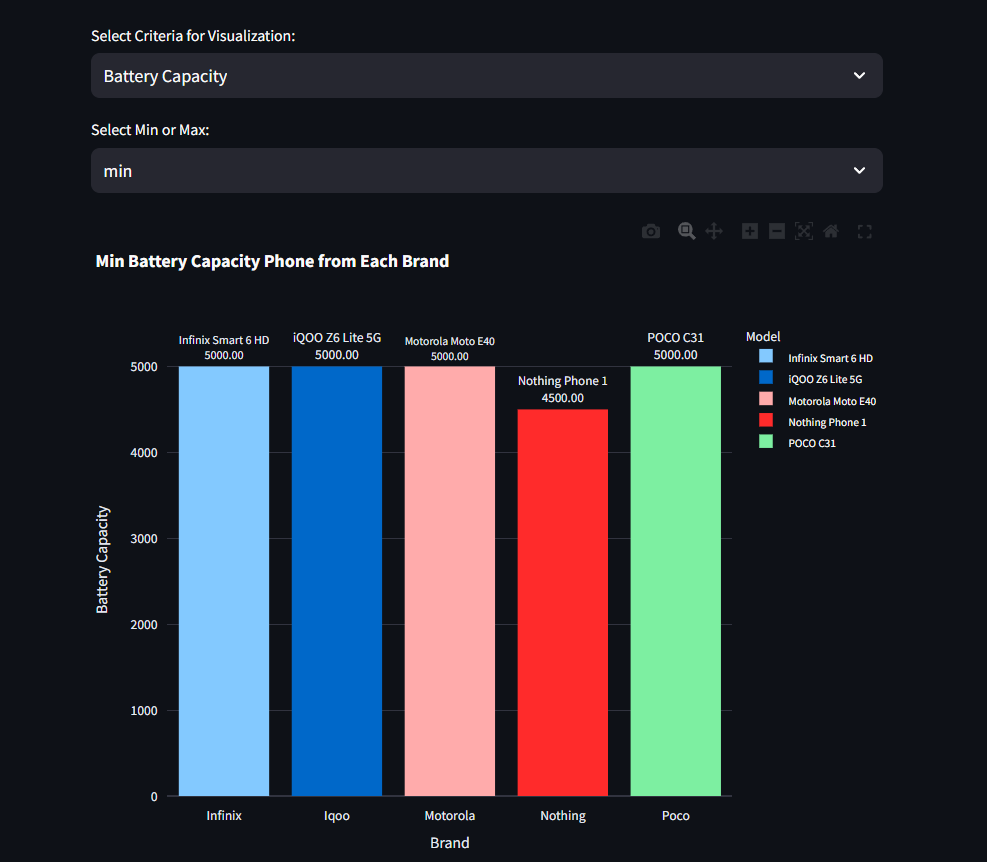 Select Criteria for Visualization:
Battery Capacity
Select Min or Max:
min
Min Battery Capacity Phone from Each Brand
Infinix Smart 6 HD
5000.00
iQOO Z6 Lite 5G
5000.00
Motorola Moto E40
5000.00
Nothing Phone 1
4500.00
POCO C31
5000.00
Model
Infinix Smart 6 HD
iQOO Z6 Lite 5G
Motorola Moto E40
Nothing Phone 1
POCO C31
5000
4000
3000
2000
1000
0
Battery Capacity
Infinix
Iqoo
Motorola
Nothing
Poco
Brand